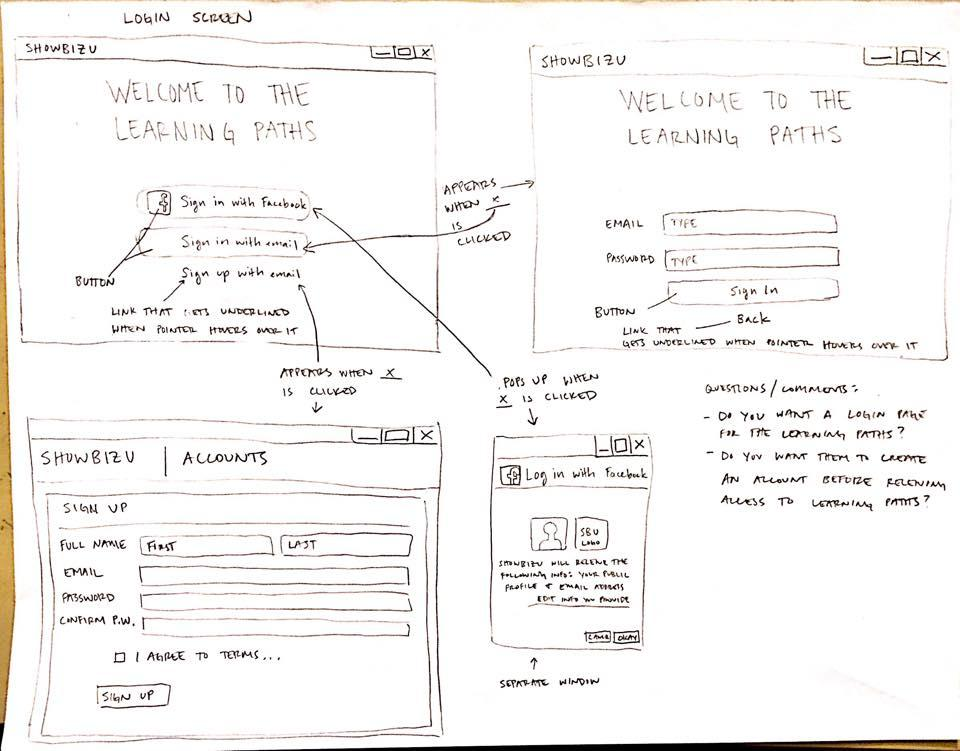 LOGIN SCREEN
SHOWBIZU
WELCOME TO THE
LEARNING PATHS
Sign in with Facebook
Sign in with email
Sign up with email
BUTTON
LINK THAT GETS UNDERLINED
WHEN POINTER HOVERS OVER IT
APPEARS
WHEN X
IS
CLICKED
SHOWBIZU
WELCOME TO THE
LEARNING PATHS
EMAIL TYPE
PASSWORD TYPE
Sign In
BUTTON
BACK
LINK THAT
GETS UNDERLINED WHEN POINTER HOVERS OVER IT
APPEARS WHEN X
IS CLICKED
POPS UP WHEN
X IS CLICKED
QUESTIONS/COMMENTS:
- DO YOU WANT A LOGIN PAGE
FOR THE LEARNING PATHS?
- DO YOU WANT THEM TO CREATE
AN ACCOUNT BEFORE
ACCESS TO LEARNING PATHS?
SHOWBIZU | ACCOUNTS
SIGN UP
FULL NAME FIRST LAST
EMAIL
PASSWORD
CONFIRM P.W.
I AGREE TO TERMS...
SIGN UP
Log in with Facebook
SBU
LOGO
SHOWBIZU WILL RECEIVE THE
FOLLOWING INFO: YOUR PUBLIC
PROFILE & EMAIL ADDRESS
EDIT INFO YOU PROVIDE
OKAY
SEPARATE WINDOW